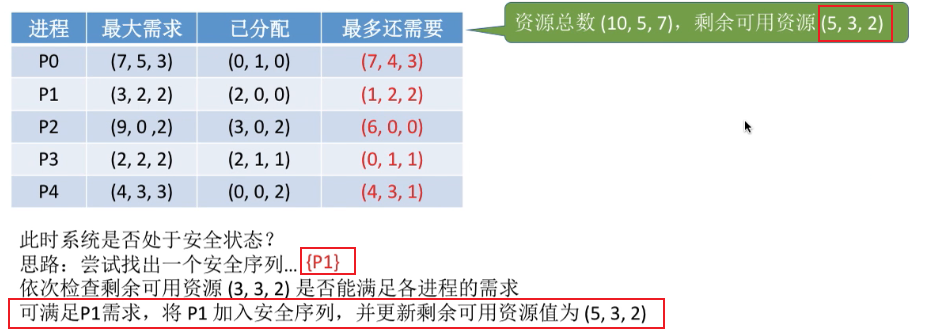 资源总数 (10, 5, 7)，剩余可用资源 (5, 3, 2)
进程 最大需求 已分配 最多还需要
P0 (7, 5, 3) (0, 1, 0) (7, 4, 3)
P1 (3, 2, 2) (2, 0, 0) (1, 2, 2)
P2 (9, 0 ,2) (3, 0, 2) (6, 0, 0)
P3 (2, 2, 2) (2, 1, 1) (0, 1, 1)
P4 (4, 3, 3) (0, 0, 2) (4, 3, 1)
此时系统是否处于安全状态？
思路：尝试找出一个安全序列... {P1}
依次检查剩余可用资源 (3, 3, 2) 是否能满足各进程的需求
可满足P1需求，将 P1 加入安全序列，并更新剩余可用资源值为 (5, 3, 2)